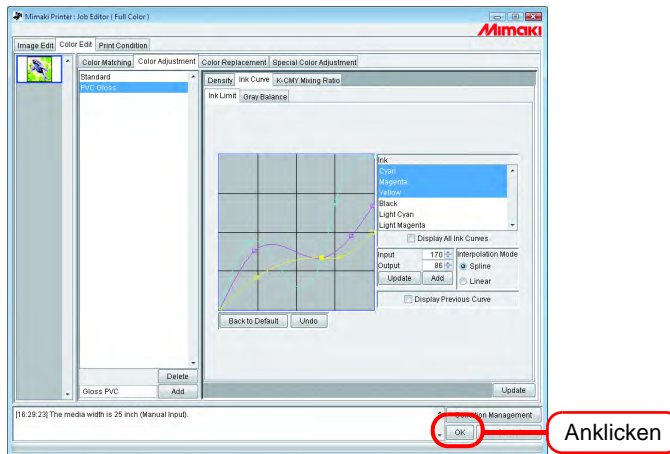 Mimaki Printer : Job Editor ( Full Color )
Mimaki
Image Edit Color Edit Print Condition
Color Matching Color Adjustment Color Replacement Special Color Adjustment
Standard
PVC Gloss
Density Ink Curve K-CMY Mixing Ratio
Ink Limit Gray Balance
Ink
Cyan
Magenta
Yellow
Black
Light Cyan
Light Magenta
Display All Ink Curves
Input 170 Interpolation Mode
Output 86 Spline
Update Add Linear
Display Previous Curve
Back to Default Undo
Delete
Gloss PVC Add
Update
[16:29:23] The media width is 25 inch (Manual Input).
Management
OK
Anklicken